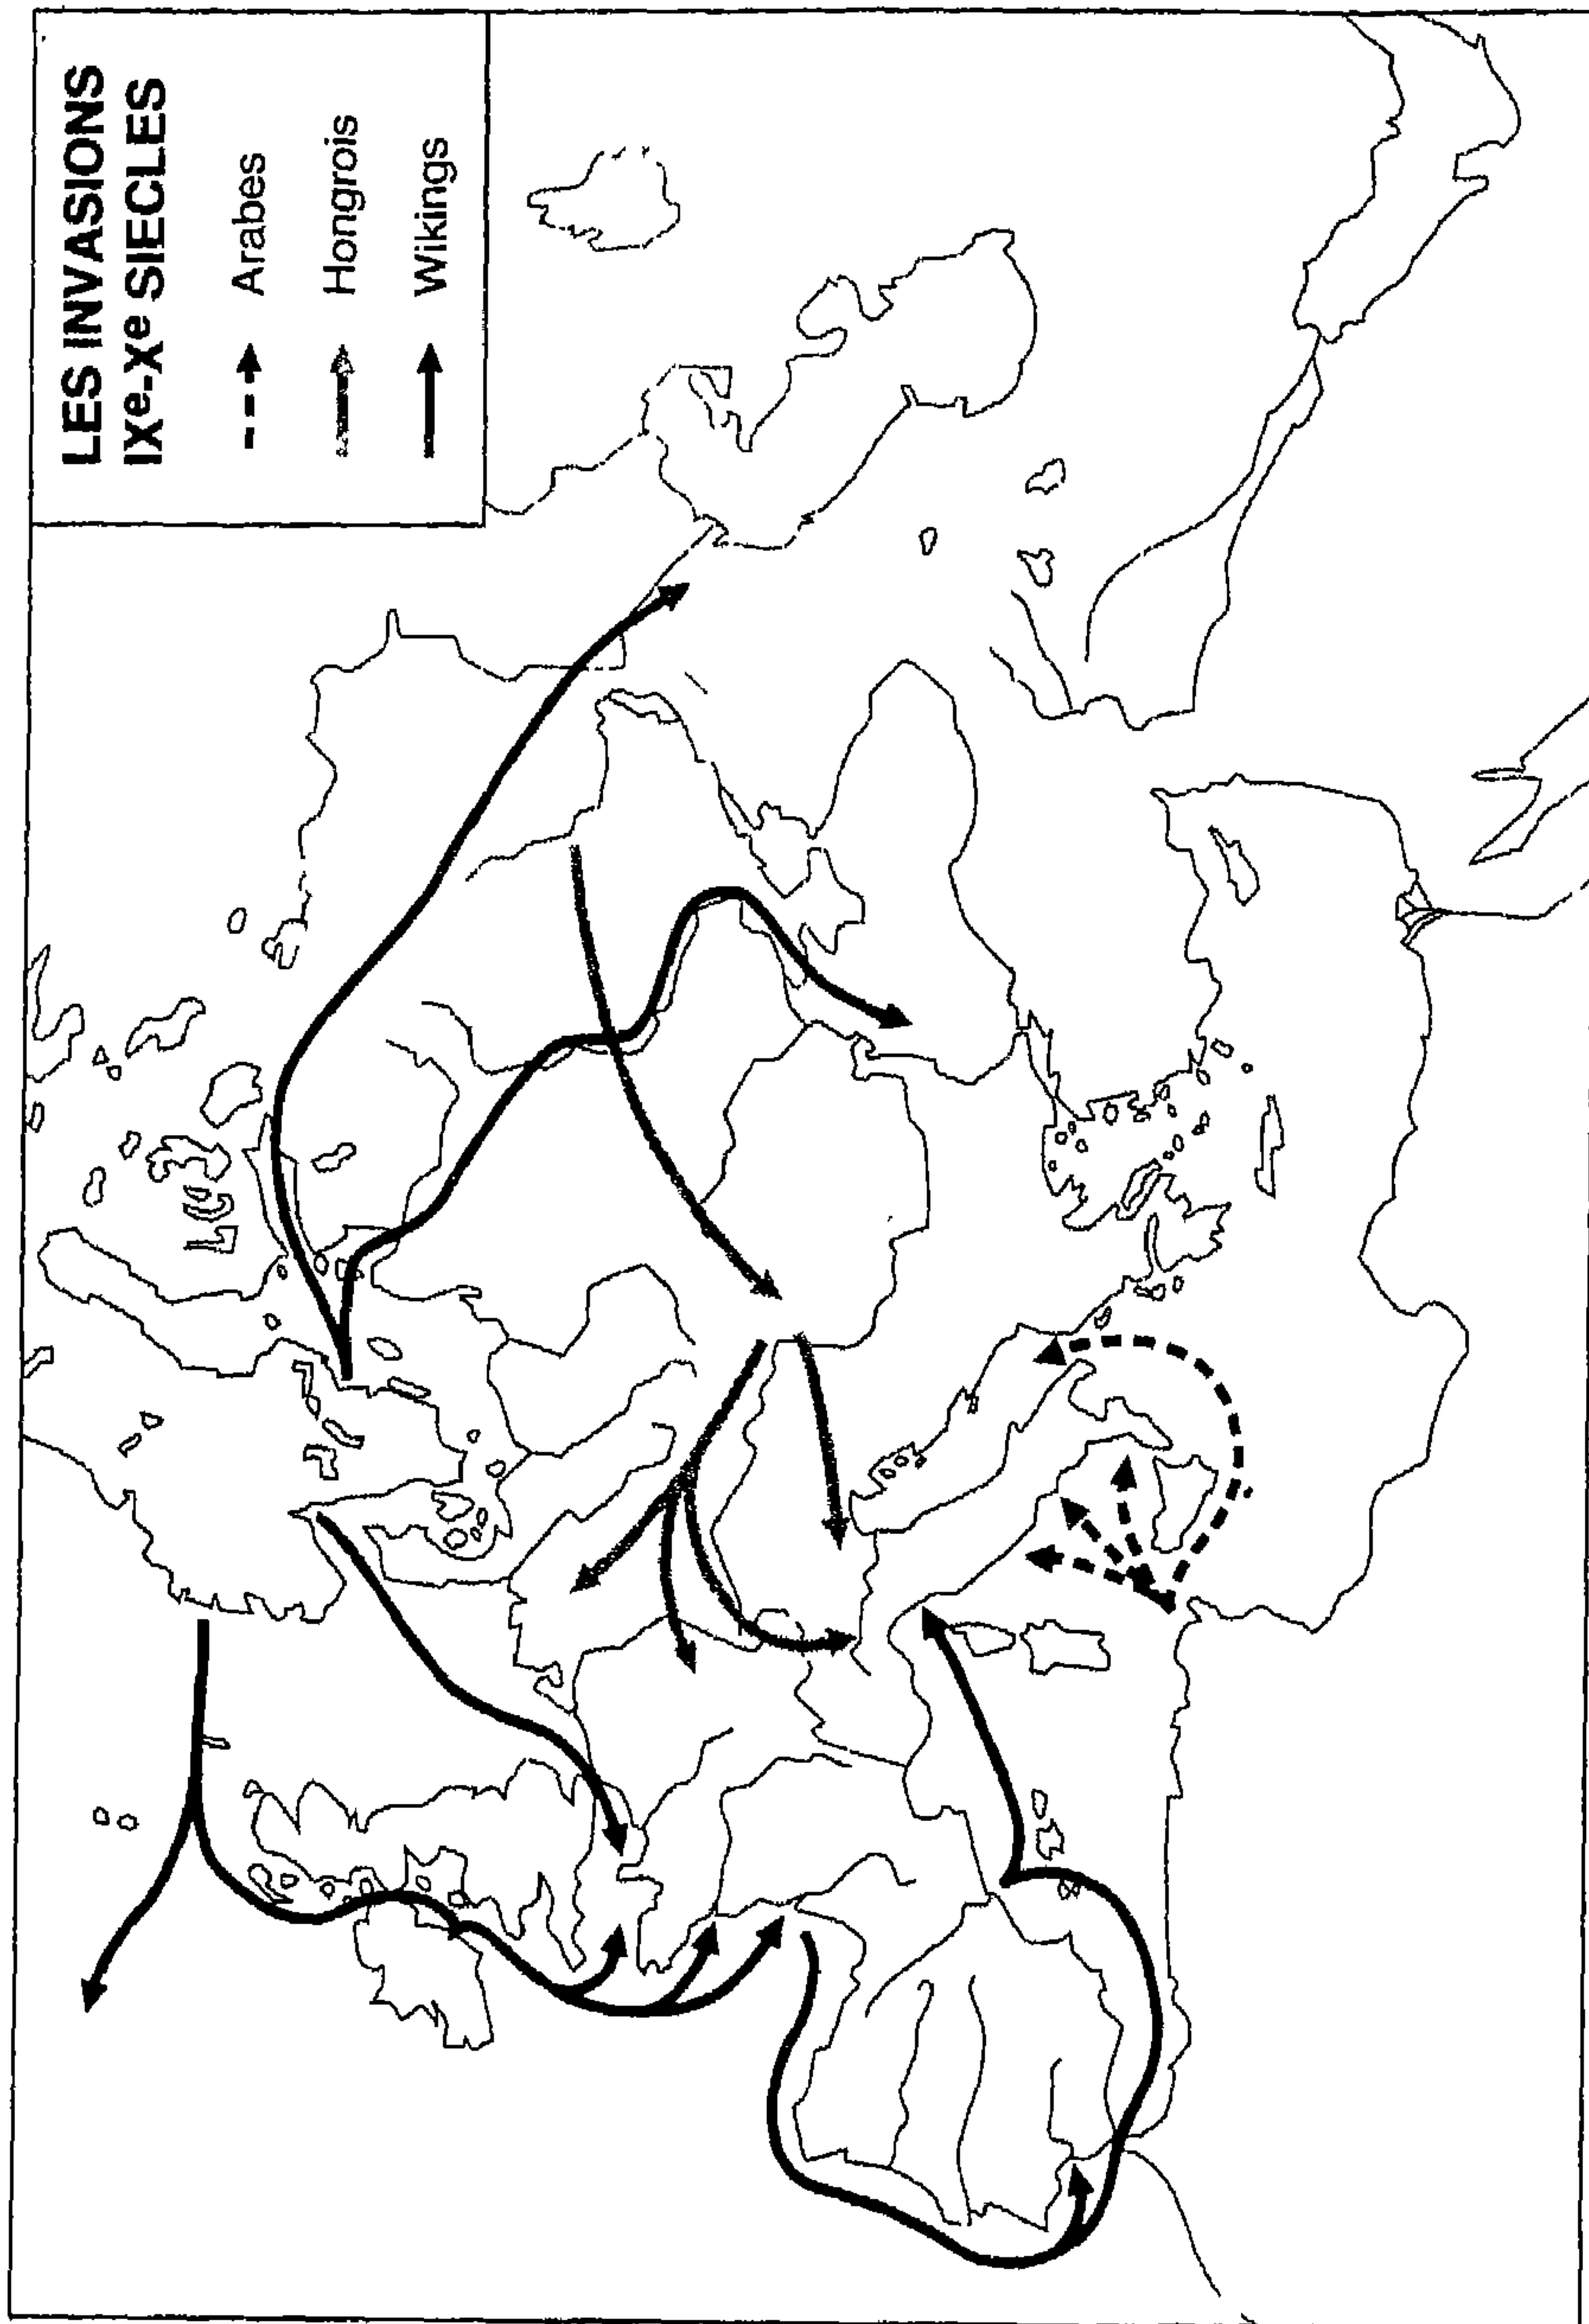 LES INVASIONS
IXe-Xe SIECLES
Arabes
Hongrois
Wikings